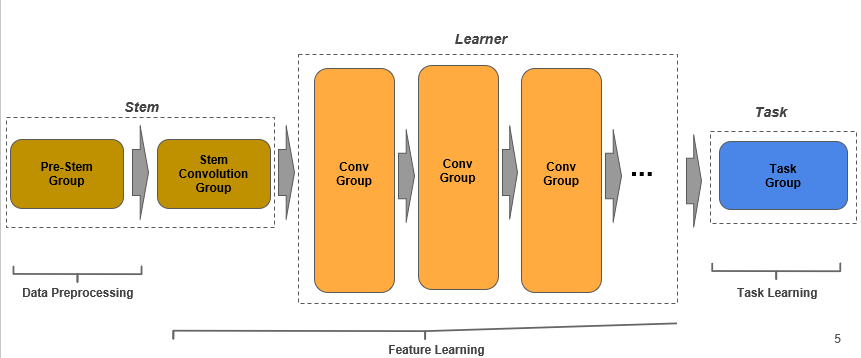 Learner
Stem
Task
Pre-Stem
Group
Stem
Convolution
Group
Conv
Group
Conv
Group
Conv
Group
...
Task
Group
Data Preprocessing
Task Learning
Feature Learning
5